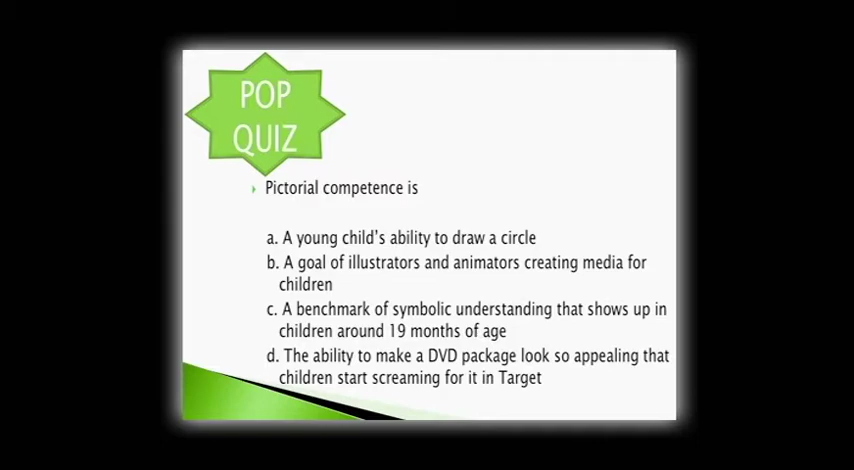 POP
QUIZ
Pictorial competence is
a. A young child's ability to draw a circle
b. A goal of illustrators and animators creating media for
children
c. A benchmark of symbolic understanding that shows up in
children around 19 months of age
d. The ability to make a DVD package look so appealing that
children start screaming for it in Target